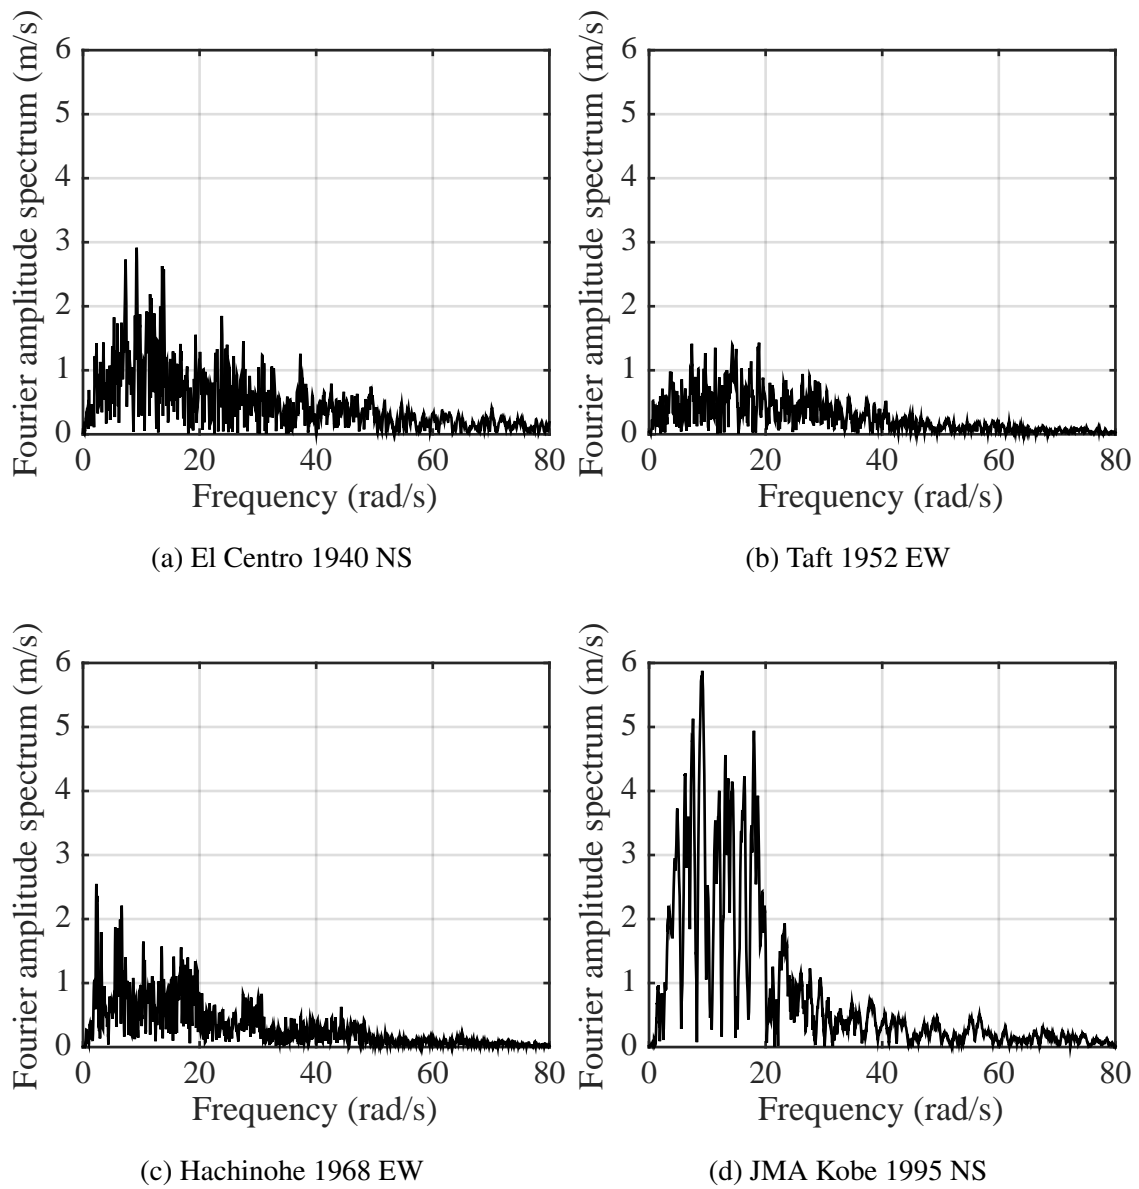 Fourier amplitude spectrum (m/s)
6
5
4
3
2
1
0
0 20 40 60 80
Frequency (rad/s)
(a) El Centro 1940 NS
Fourier amplitude spectrum (m/s)
6
5
4
3
2
1
0
0 20 40 60 80
Frequency (rad/s)
(b) Taft 1952 EW
Fourier amplitude spectrum (m/s)
6
5
4
3
2
1
0
0 20 40 60 80
Frequency (rad/s)
(c) Hachinohe 1968 EW
Fourier amplitude spectrum (m/s)
6
5
4
3
2
1
0
0 20 40 60 80
Frequency (rad/s)
(d) JMA Kobe 1995 NS